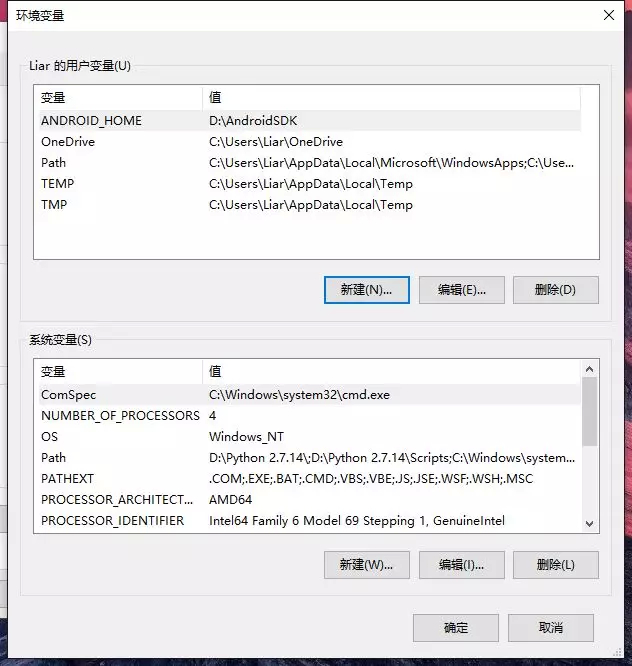 环境变量
Liar 的用户变量(U)
变量 值
ANDROID_HOME D:\AndroidSDK
OneDrive C:\Users\Liar\OneDrive
Path C:\Users\Liar\AppData\Local\Microsoft\WindowsApps;C:\Use...
TEMP C:\Users\Liar\AppData\Local\Temp
TMP C:\Users\Liar\AppData\Local\Temp
新建(N)... 编辑(E)... 删除(D)
系统变量(S)
变量 值
ComSpec C:\Windows\system32\cmd.exe
NUMBER_OF_PROCESSORS 4
OS Windows_NT
Path D:\Python 2.7.14\;D:\Python 2.7.14\Scripts;C:\Windows\system...
PATHEXT .COM;.EXE;.BAT;.CMD;.VBS;.VBE;.JS;.JSE;.WSF;.WSH;.MSC
PROCESSOR_ARCHITECT... AMD64
PROCESSOR_IDENTIFIER Intel64 Family 6 Model 69 Stepping 1, GenuineIntel
新建(W)... 编辑(I)... 删除(L)
确定 取消